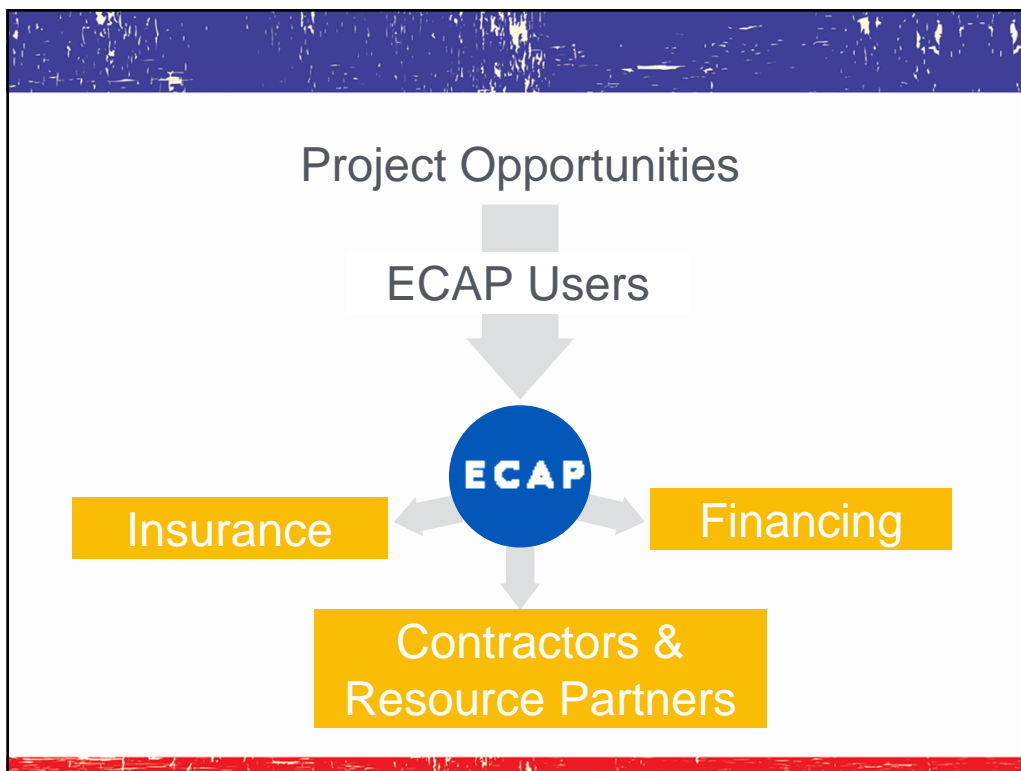 Project Opportunities
ECAP Users
ECAP
Insurance
Financing
Contractors &
Resource Partners